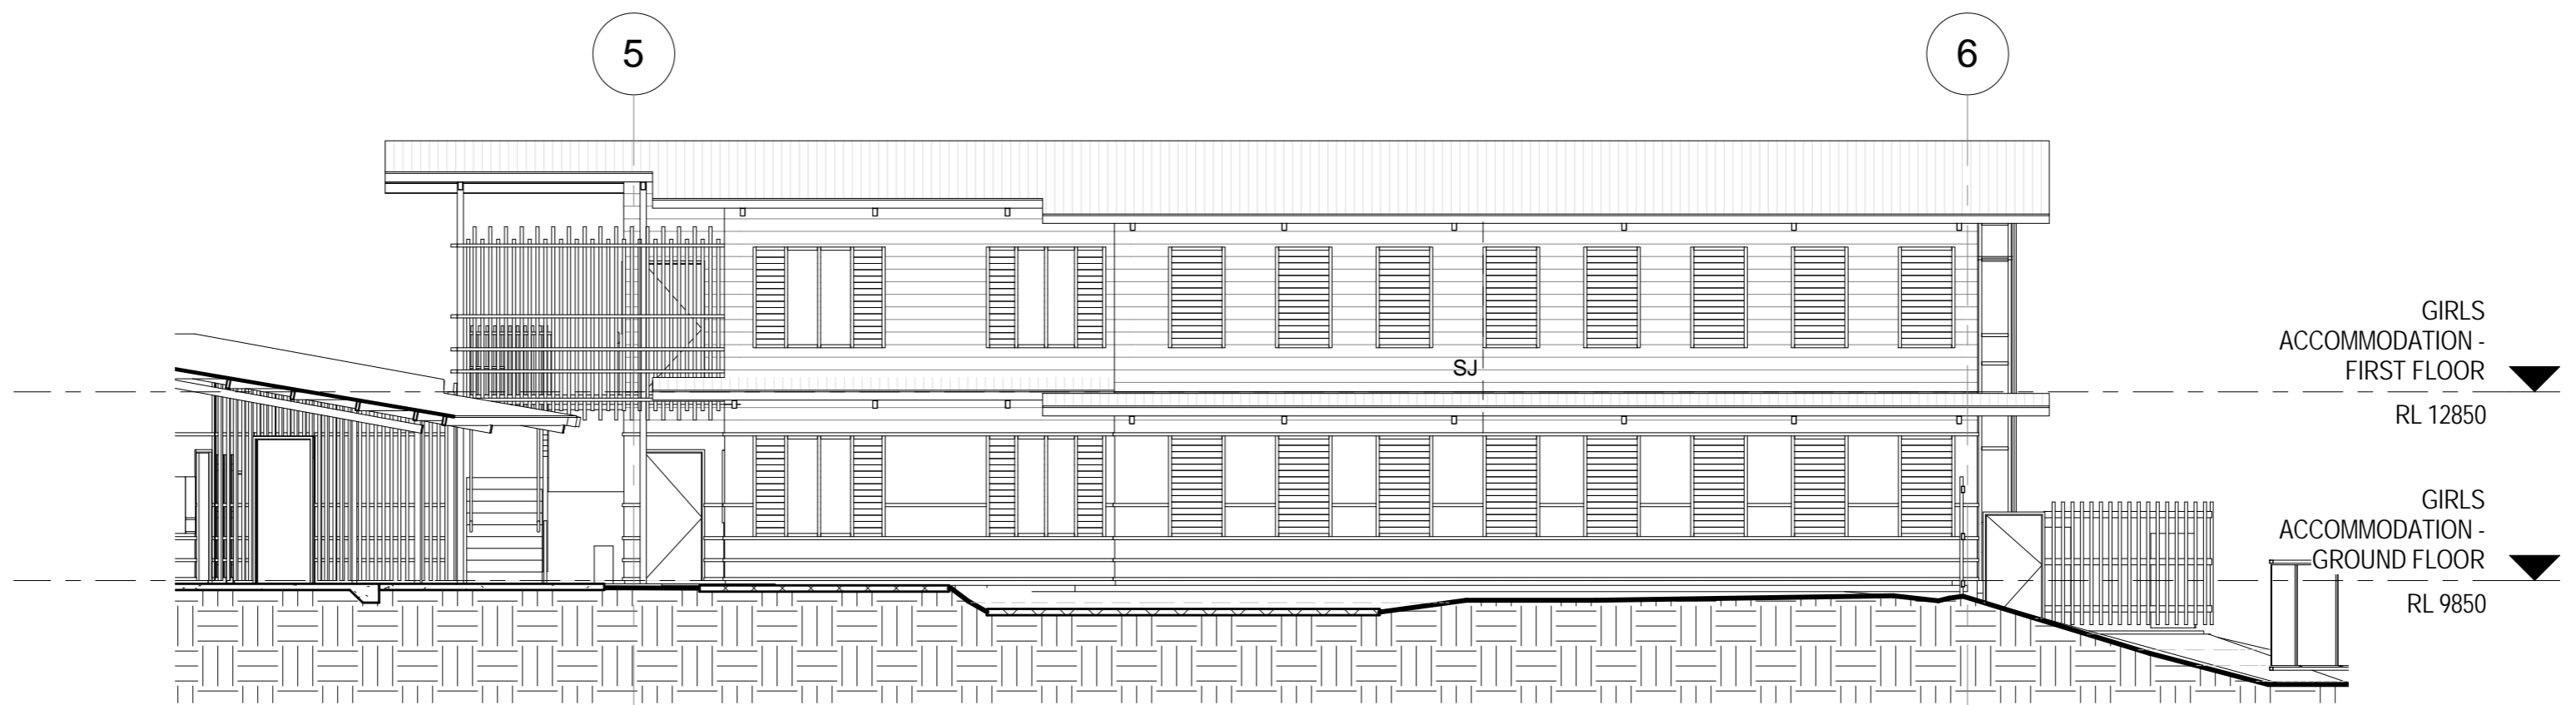 5
6
SJ
GIRLS
ACCOMMODATION -
FIRST FLOOR
RL 12850
GIRLS
ACCOMMODATION -
GROUND FLOOR
RL 9850